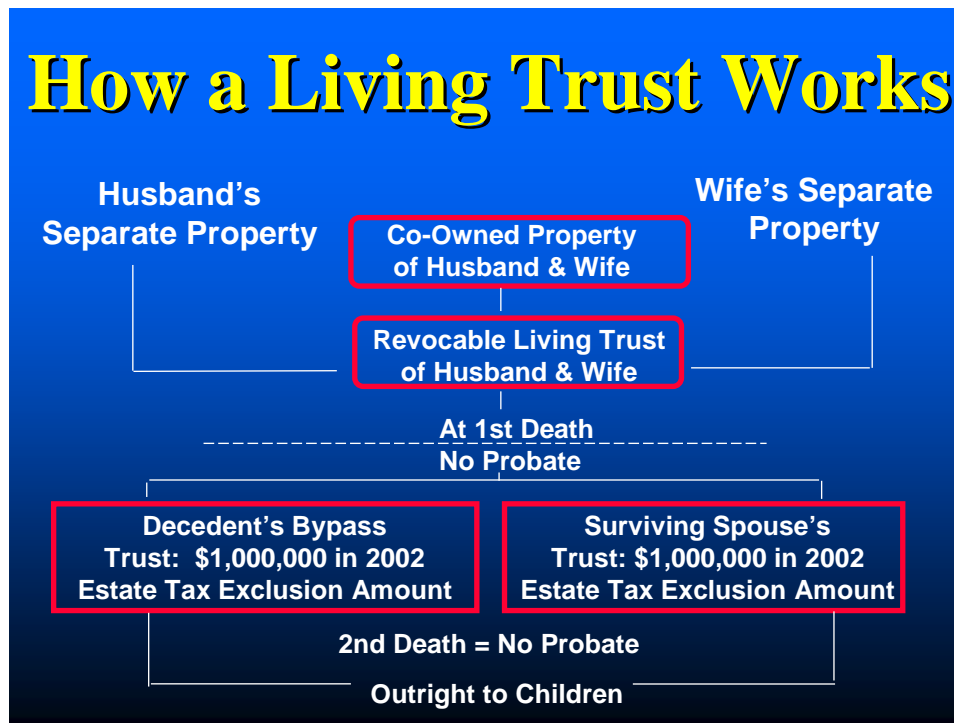 How a Living Trust Works
Husband's
Separate Property
Wife's Separate
Property
Co-Owned Property
of Husband & Wife
Revocable Living Trust
of Husband & Wife
At 1st Death
No Probate
Decedent's Bypass
Trust: $1,000,000 in 2002
Estate Tax Exclusion Amount
Surviving Spouse's
Trust: $1,000,000 in 2002
Estate Tax Exclusion Amount
2nd Death = No Probate
Outright to Children